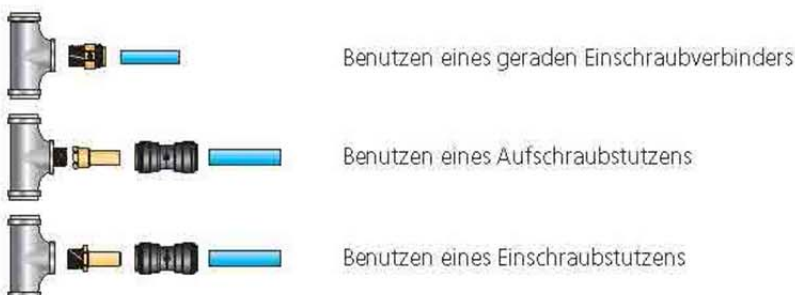 Benutzen eines geraden Einschraubverbinders
Benutzen eines Aufschraubstutzens
Benutzen eines Einschraubstutzens